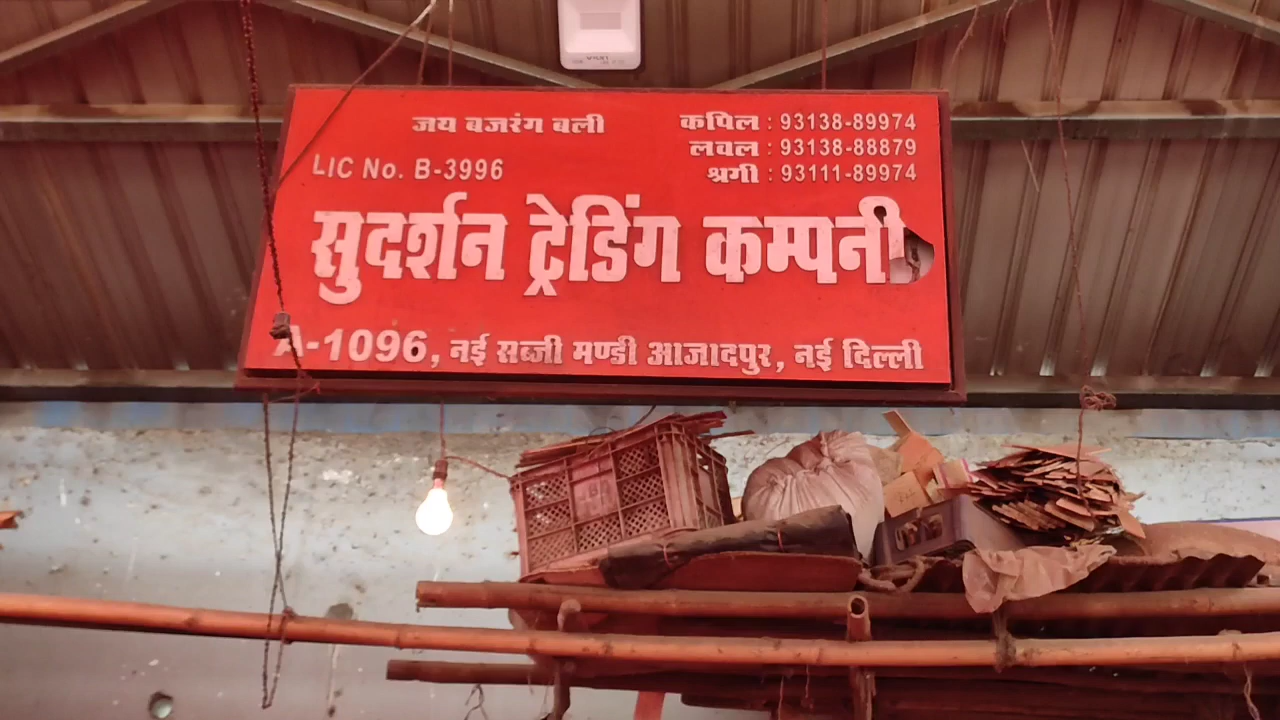 जय बजरंग बली
कपिल : 93138-89974
लवल : 93138-88879
श्रगी : 93111-89974
LIC No. B-3996
सुदर्शन ट्रेडिंग कम्पनी
A-1096, नई सब्जी मण्डी आजादपुर, नई दिल्ली